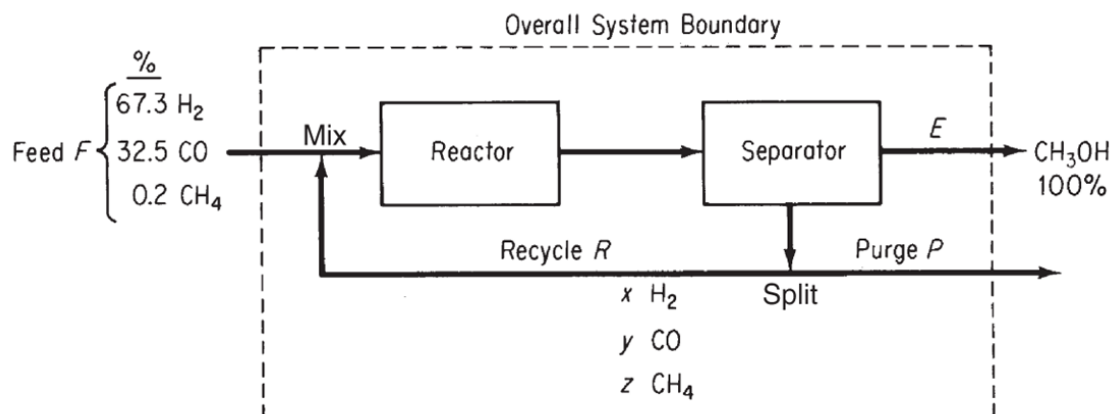 Overall System Boundary
%
67.3 H₂
Feed F 32.5 CO
0.2 CH₄
Mix
Reactor
Separator
E
CH₃OH
100%
Recycle R
Purge P
x H₂
Split
y CO
z CH₄